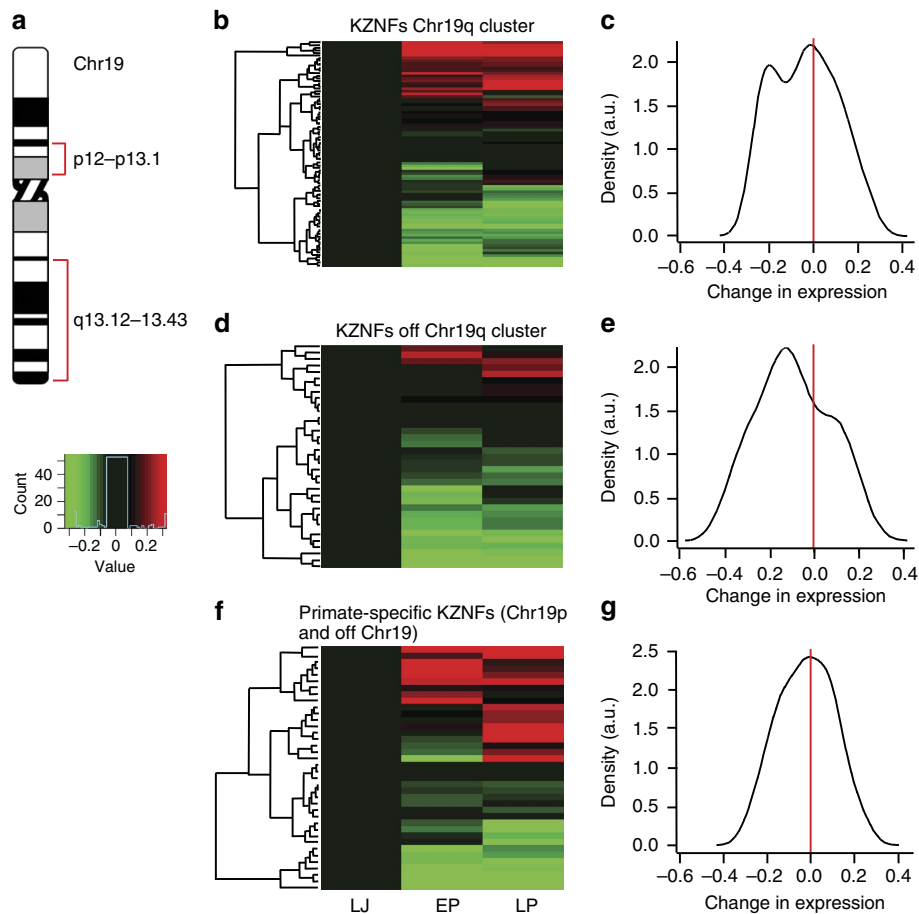 a
Chr19
p12–p13.1
q13.12–13.43
Count
40
20
0
−0.2
0
0.2
Value
b
KZNFs Chr19q cluster
c
Density (a.u.)
2.0
1.5
1.0
0.5
0.0
−0.6
−0.4
−0.2
0.0
0.2
0.4
Change in expression
d
KZNFs off Chr19q cluster
e
Density (a.u.)
2.0
1.5
1.0
0.5
0.0
−0.6
−0.4
0.2
0.0
0.2
0.4
Change in expression
f
Primate-specific KZNFs (Chr19p
and off Chr19)
LJ
EP
LP
g
Density (a.u.)
2.5
2.0
1.5
1.0
0.5
0.0
−0.6
−0.4
−0.2
0.0
0.2
0.4
Change in expression